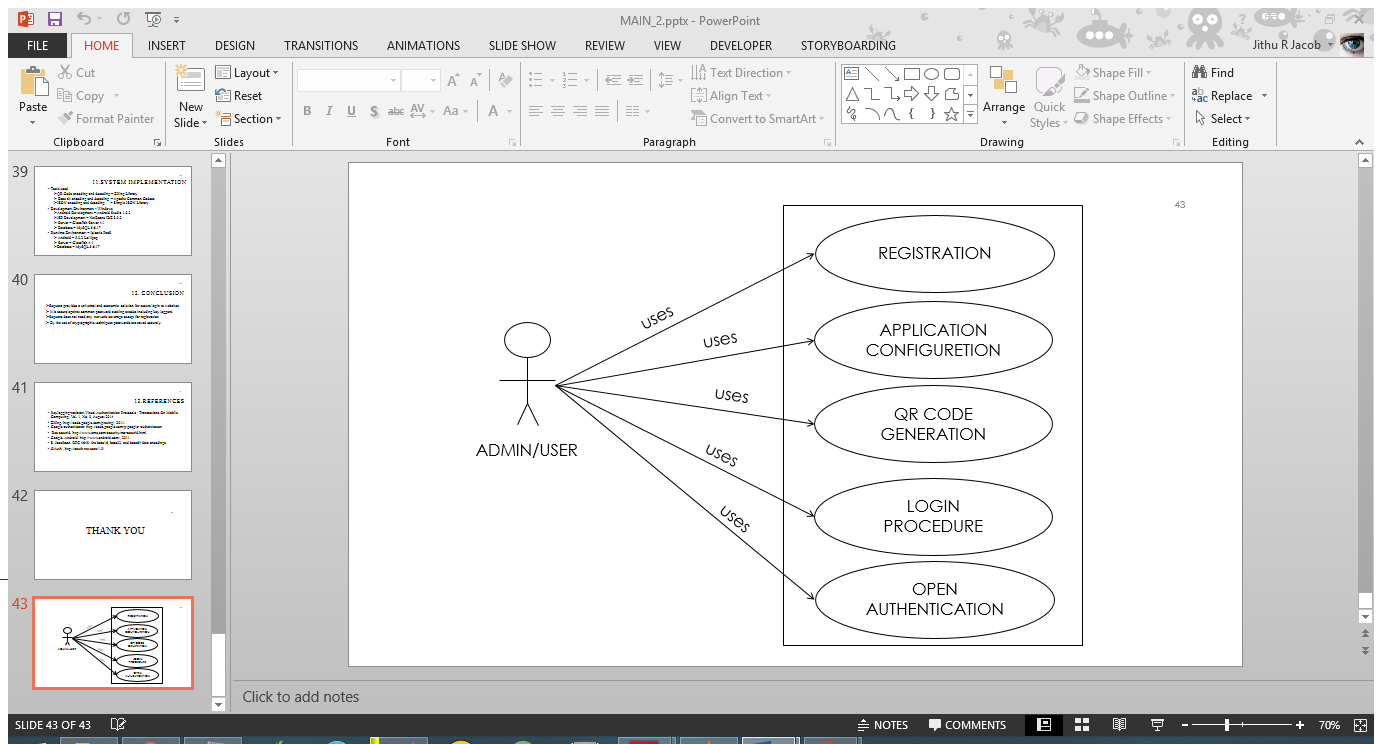 MAIN_2.pptx - PowerPoint
FILE HOME INSERT DESIGN TRANSITIONS ANIMATIONS SLIDE SHOW REVIEW VIEW DEVELOPER STORYBOARDING Jithu R Jacob
Paste
Cut
Copy
Format Painter
Clipboard
New
Slide
Layout
Reset
Section
Slides
B I U S abc AV Aa A
Font
Text Direction
Align Text
Convert to SmartArt
Paragraph
Arrange
Quick
Styles
Shape Fill
Shape Outline
Shape Effects
Drawing
Find
Replace
Select
Editing
39
11.SYSTEM IMPLEMENTATION
40
12. CONCLUSION
41
13.REFERENCES
42
THANK YOU
43
43
REGISTRATION
uses
APPLICATION
CONFIGURETION
uses
QR CODE
GENERATION
uses
ADMIN/USER
LOGIN
PROCEDURE
uses
OPEN
AUTHENTICATION
uses
Click to add notes
SLIDE 43 OF 43
NOTES COMMENTS 70%